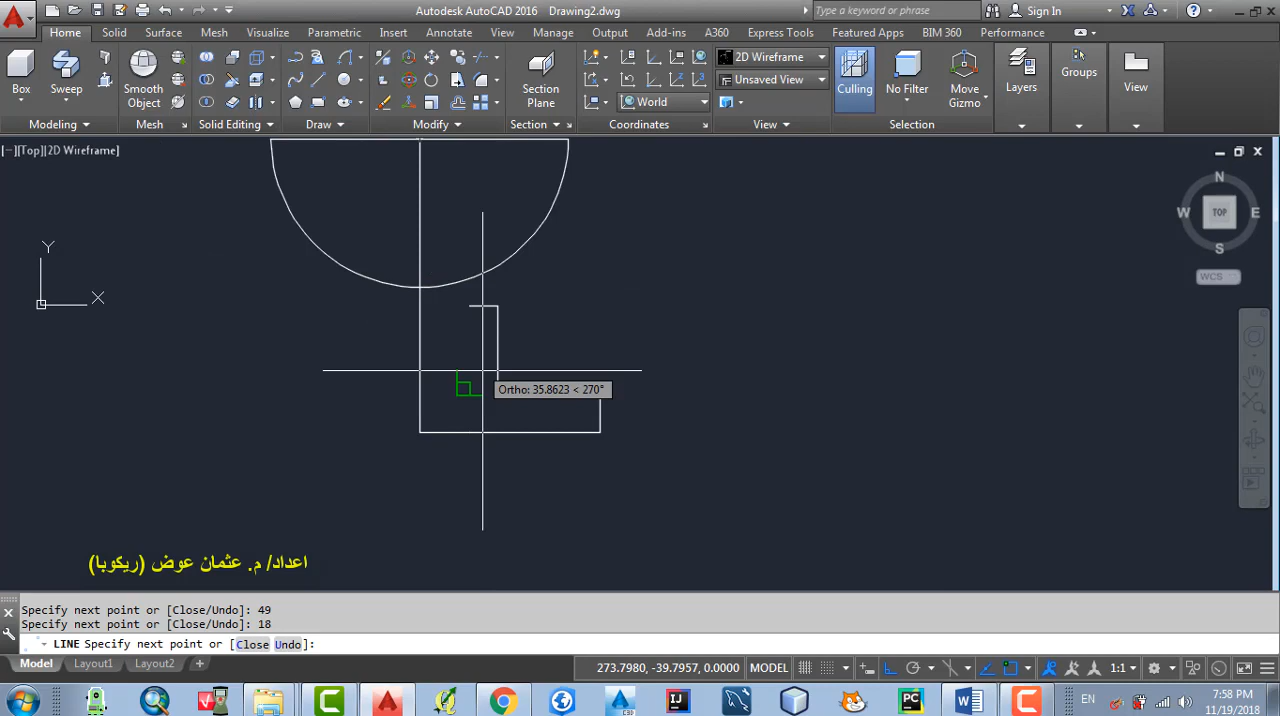 Autodesk AutoCAD 2016 Drawing2.dwg
Type a keyword or phrase
Sign In
Home Solid Surface Mesh Visualize Parametric Insert Annotate View Manage Output Add-ins A360 Express Tools Featured Apps BIM 360 Performance
Box
Sweep
Smooth Object
Section Plane
2D Wireframe
Unsaved View
World
Culling
No Filter
Move Gizmo
Layers
Groups
View
Modeling
Mesh
Solid Editing
Draw
Modify
Section
Coordinates
View
Selection
[−][Top][2D Wireframe]
N
W TOP E
S
WCS
Y
X
Ortho: 35.8623 < 270°
اعداد/ م. عثمان عوض (ريكوبا)
Specify next point or [Close/Undo]: 49
Specify next point or [Close/Undo]: 18
LINE Specify next point or [Close Undo]:
Model Layout1 Layout2 +
273.7980, -39.7957, 0.0000 MODEL
1:1
EN
7:58 PM
11/19/2018